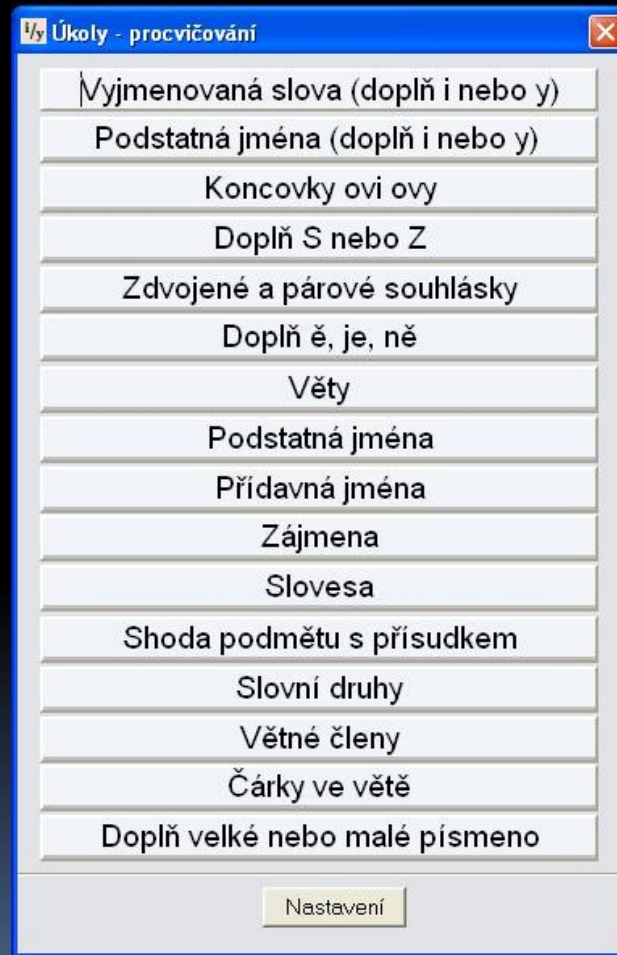 i/y Úkoly - procvičování
Vyjmenovaná slova (doplň i nebo y)
Podstatná jména (doplň i nebo y)
Koncovky ovi ovy
Doplň S nebo Z
Zdvojené a párové souhlásky
Doplň ě, je, ně
Věty
Podstatná jména
Přídavná jména
Zájmena
Slovesa
Shoda podmětu s přísudkem
Slovní druhy
Větné členy
Čárky ve větě
Doplň velké nebo malé písmeno
Nastavení